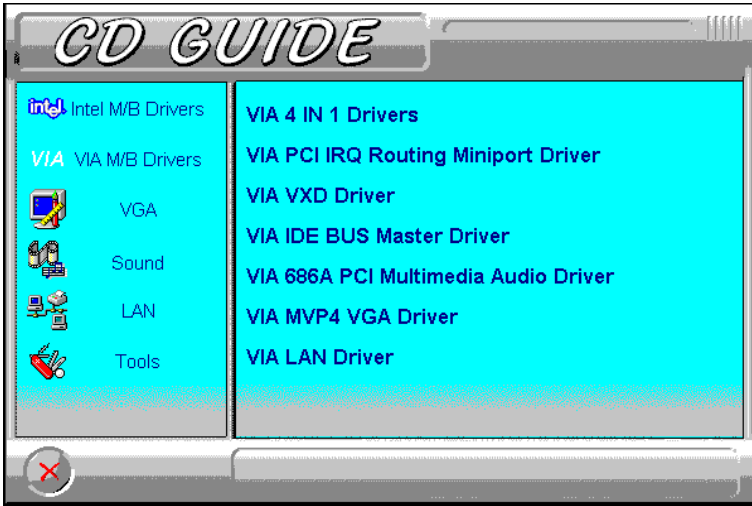 CD GUIDE
intel. Intel M/B Drivers
VIA VIA M/B Drivers
VGA
Sound
LAN
Tools
VIA 4 IN 1 Drivers
VIA PCI IRQ Routing Miniport Driver
VIA VXD Driver
VIA IDE BUS Master Driver
VIA 686A PCI Multimedia Audio Driver
VIA MVP4 VGA Driver
VIA LAN Driver